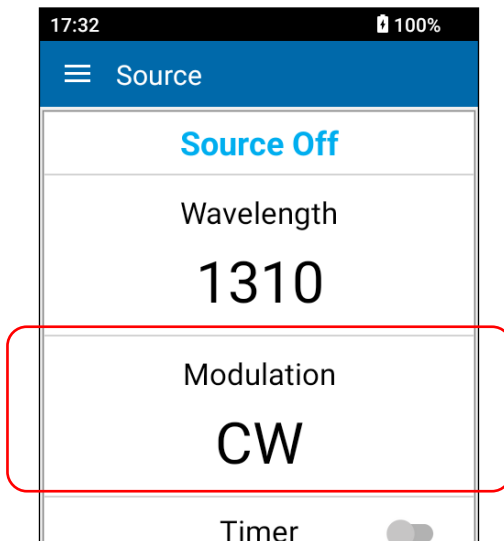 17:32 100%
Source
Source Off
Wavelength
1310
Modulation
CW
Timer